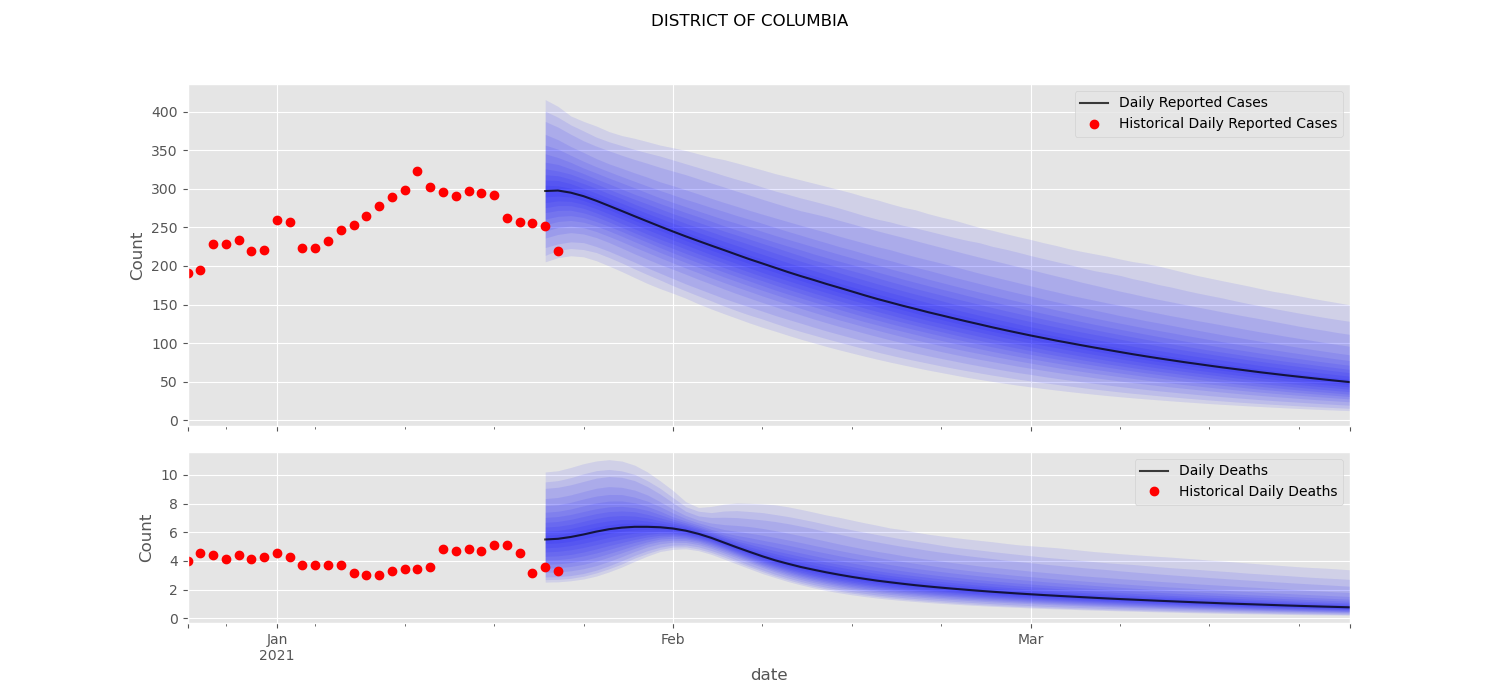 DISTRICT OF COLUMBIA
Count
400
350
300
250
200
150
100
50
0
Daily Reported Cases
Historical Daily Reported Cases
Count
10
8
6
4
2
0
Daily Deaths
Historical Daily Deaths
Jan
2021
Feb
Mar
date